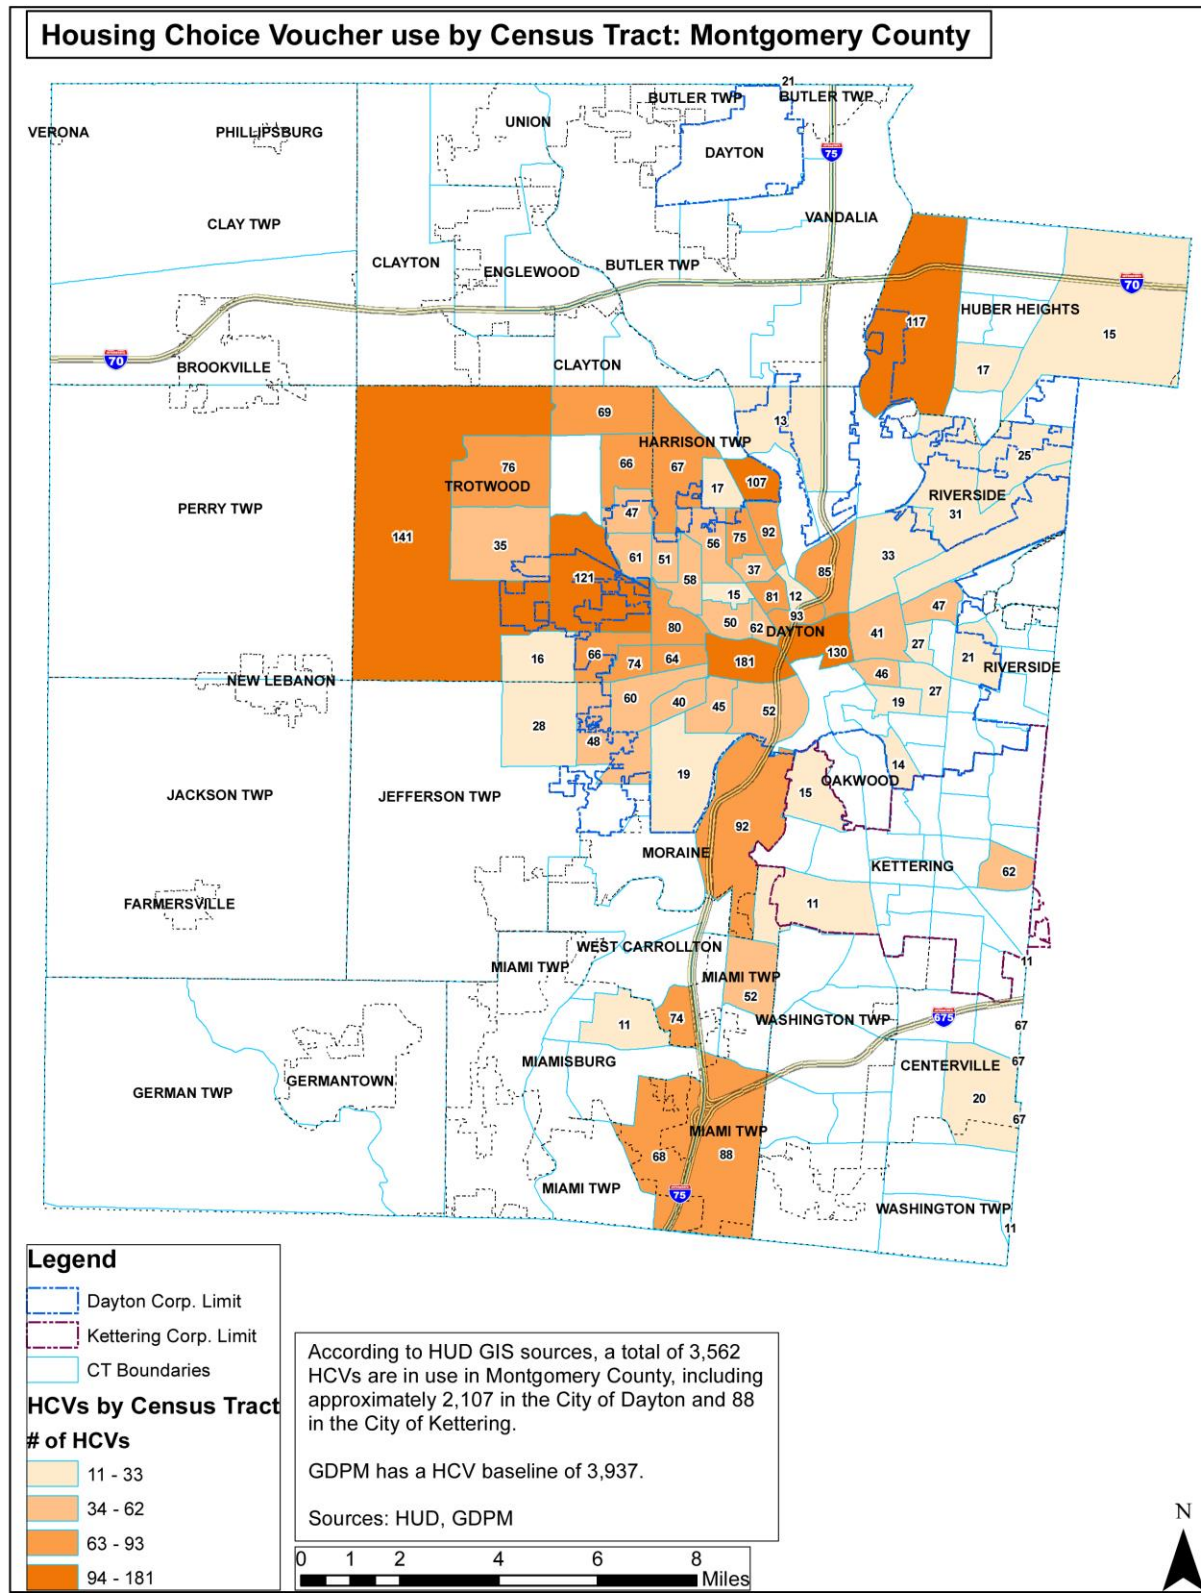 Housing Choice Voucher use by Census Tract: Montgomery County
21
BUTLER TWP
BUTLER TWP
VERONA
PHILLIPSBURG
UNION
DAYTON
75
CLAY TWP
VANDALIA
CLAYTON
ENGLEWOOD
BUTLER TWP
70
117
HUBER HEIGHTS
15
70
BROOKVILLE
CLAYTON
17
69
13
HARRISON TWP
25
76
66
67
TROTWOOD
17
107
RIVERSIDE
PERRY TWP
47
31
141
35
92
75
56
33
61
51
58
37
85
121
15
81
12
47
93
80
50
62
DAYTON
41
27
16
66
74
64
181
130
21
RIVERSIDE
NEW LEBANON
46
27
60
40
45
52
19
28
48
19
14
15
OAKWOOD
JACKSON TWP
JEFFERSON TWP
92
MORAINE
KETTERING
62
FARMERSVILLE
11
WEST CARROLLTON
MIAMI TWP
MIAMI TWP
11
52
11
74
WASHINGTON TWP
675
67
MIAMISBURG
CENTERVILLE
67
GERMANTOWN
GERMAN TWP
20
67
MIAMI TWP
68
88
MIAMI TWP
75
WASHINGTON TWP
11
Legend
Dayton Corp. Limit
Kettering Corp. Limit
CT Boundaries
HCVs by Census Tract
# of HCVs
11 - 33
34 - 62
63 - 93
94 - 181
According to HUD GIS sources, a total of 3,562
HCVs are in use in Montgomery County, including
approximately 2,107 in the City of Dayton and 88
in the City of Kettering.
GDPM has a HCV baseline of 3,937.
Sources: HUD, GDPM
0 1 2 4 6 8
Miles
N